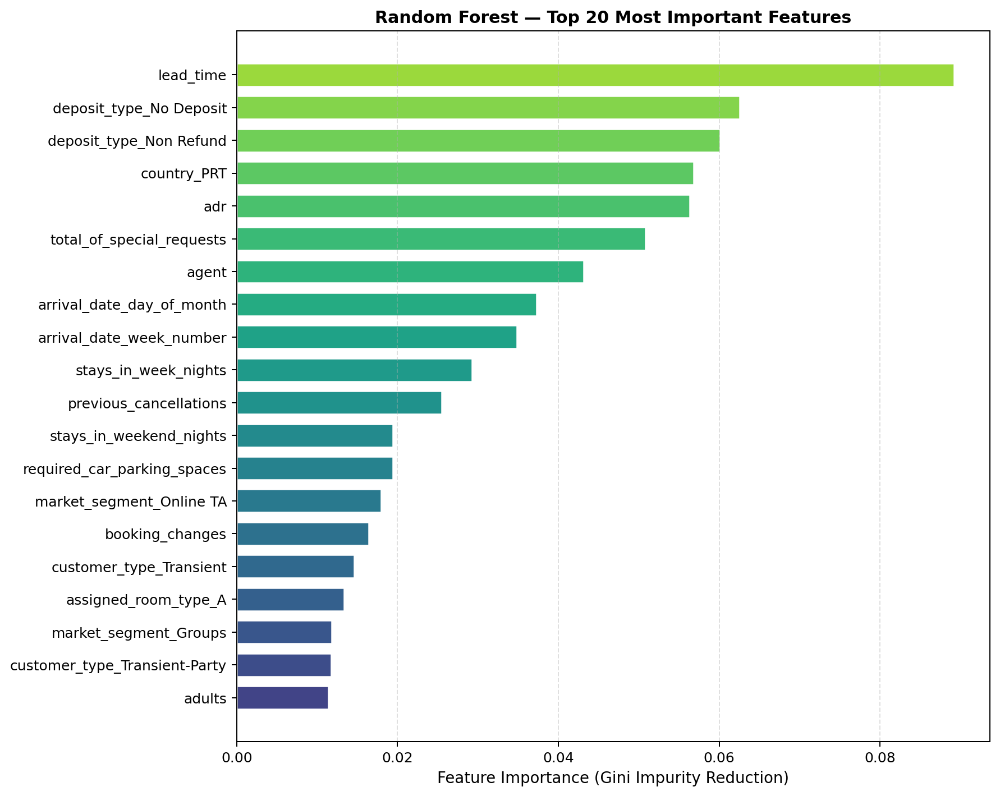 Random Forest — Top 20 Most Important Features
lead_time
deposit_type_No Deposit
deposit_type_Non Refund
country_PRT
adr
total_of_special_requests
agent
arrival_date_day_of_month
arrival_date_week_number
stays_in_week_nights
previous_cancellations
stays_in_weekend_nights
required_car_parking_spaces
market_segment_Online TA
booking_changes
customer_type_Transient
assigned_room_type_A
market_segment_Groups
customer_type_Transient-Party
adults
0.00 0.02 0.04 0.06 0.08
Feature Importance (Gini Impurity Reduction)